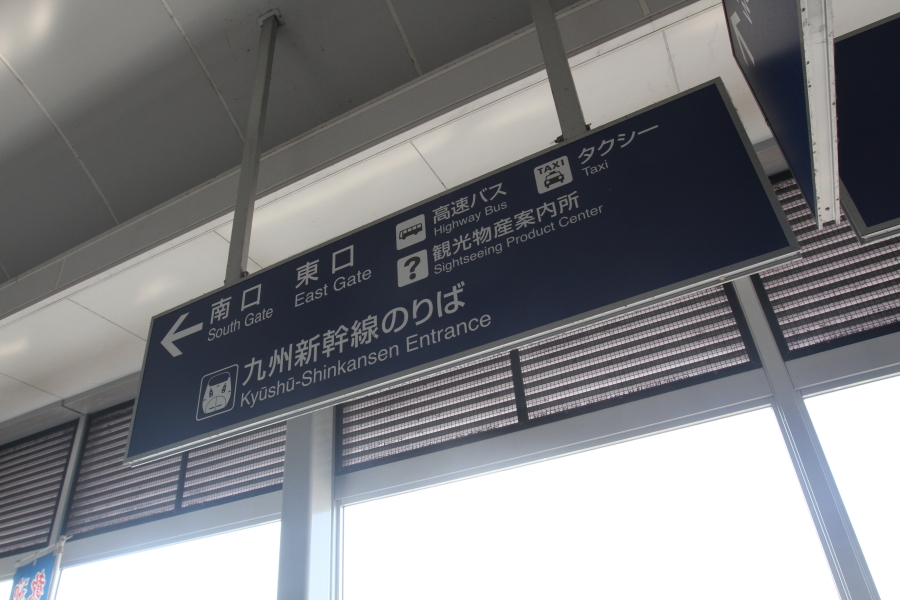 南口
South Gate
東口
East Gate
高速バス
Highway Bus
TAXI
タクシー
Taxi
?
観光物産案内所
Sightseeing Product Center
九州新幹線のりば
Kyūshū-Shinkansen Entrance